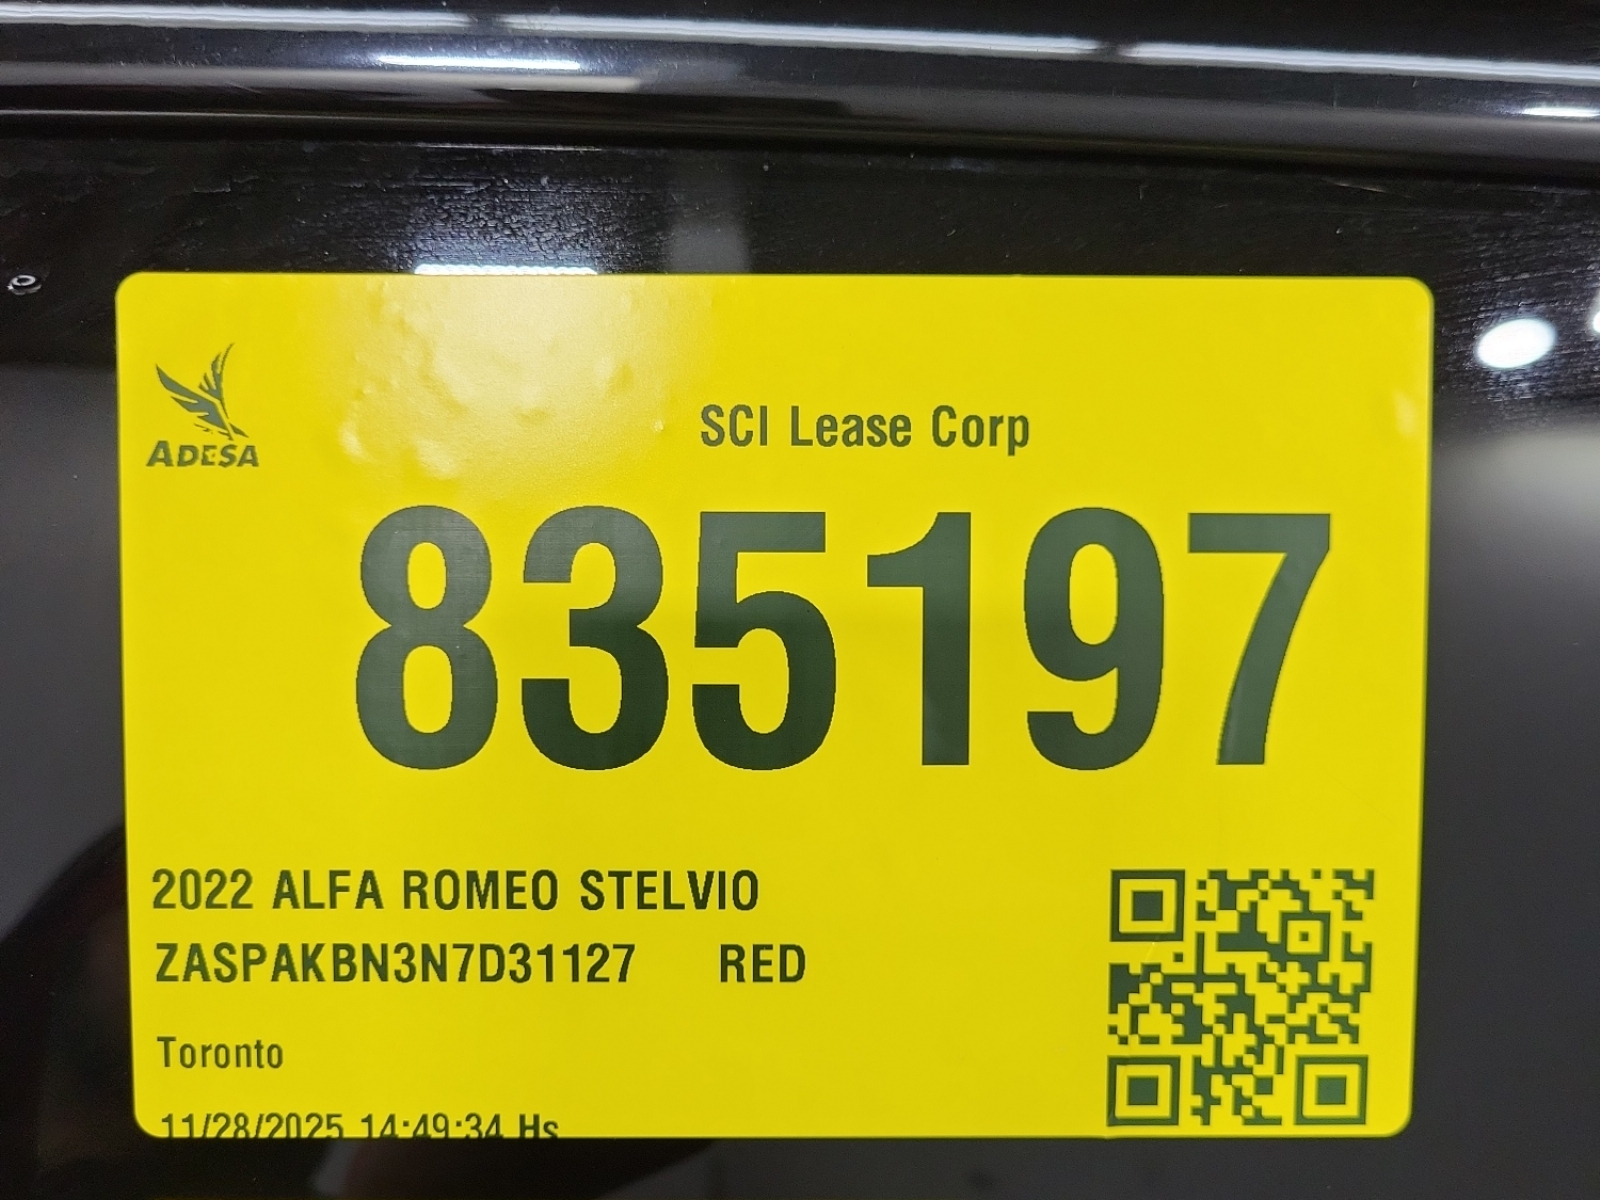 ADESA
SCI Lease Corp
835197
2022 ALFA ROMEO STELVIO
ZASPAKBN3N7D31127 RED
Toronto
11/28/2025 14:49:34 Hs